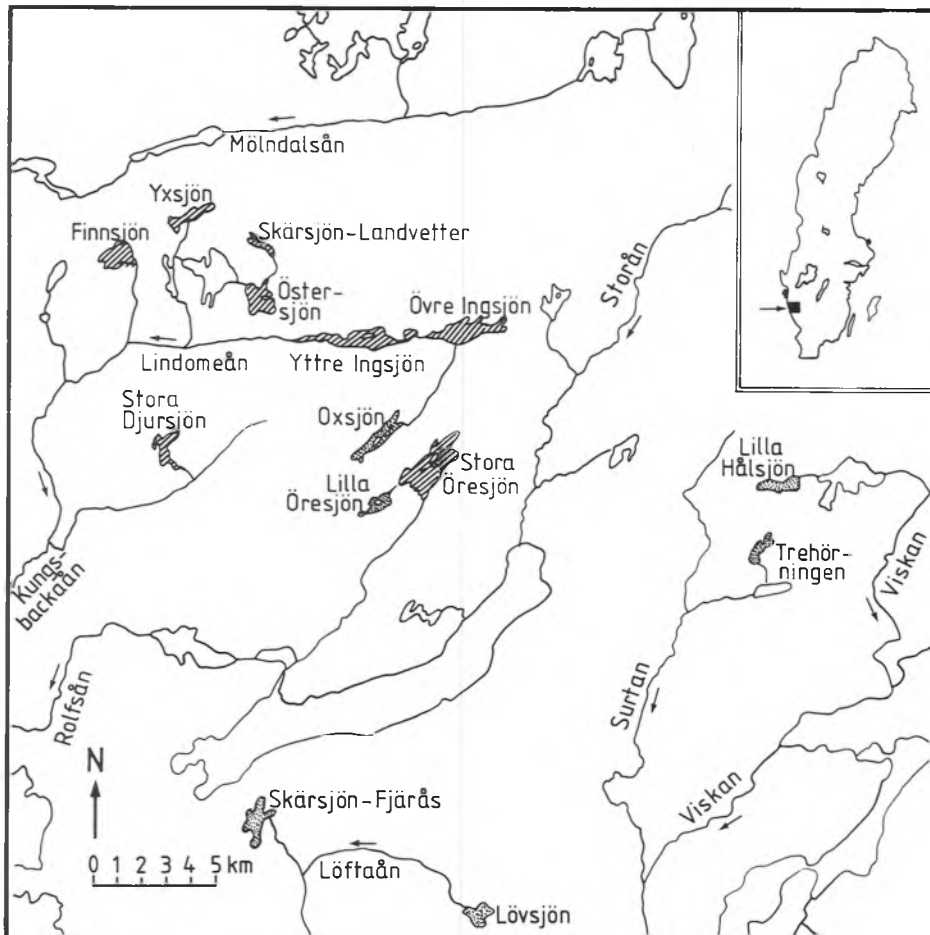 Mölndalsån
Yxsjön
Finnsjön
Skärsjön-Landvetter
Storån
Öster-
sjön
Övre Ingsjön
Lindomeån
Yttre Ingsjön
Stora
Djursjön
Oxsjön
Lilla
Hålsjön
Stora
Öresjön
Lilla
Öresjön
Trehör-
ningen
Viskan
Kungs-
backaån
Rolfsån
Surtan
N
Viskan
Skärsjön-Fjärås
0 1 2 3 4 5 km
Löftaån
Lövsjön